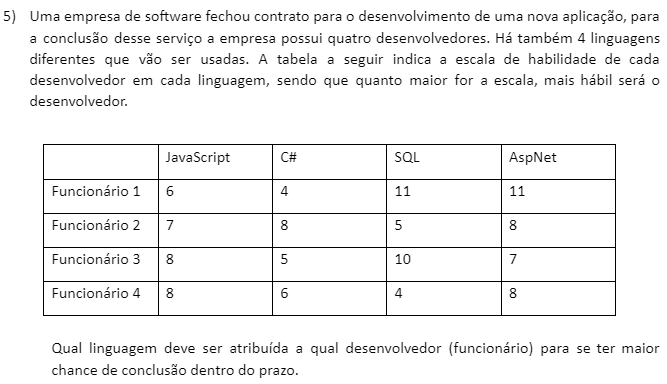 5) Uma empresa de software fechou contrato para o desenvolvimento de uma nova aplicação, para
a conclusão desse serviço a empresa possui quatro desenvolvedores. Há também 4 linguagens
diferentes que vão ser usadas. A tabela a seguir indica a escala de habilidade de cada
desenvolvedor em cada linguagem, sendo que quanto maior for a escala, mais hábil será o
desenvolvedor.
JavaScript C# SQL AspNet
Funcionário 1 6 4 11 11
Funcionário 2 7 8 5 8
Funcionário 3 8 5 10 7
Funcionário 4 8 6 4 8
Qual linguagem deve ser atribuída a qual desenvolvedor (funcionário) para se ter maior
chance de conclusão dentro do prazo.